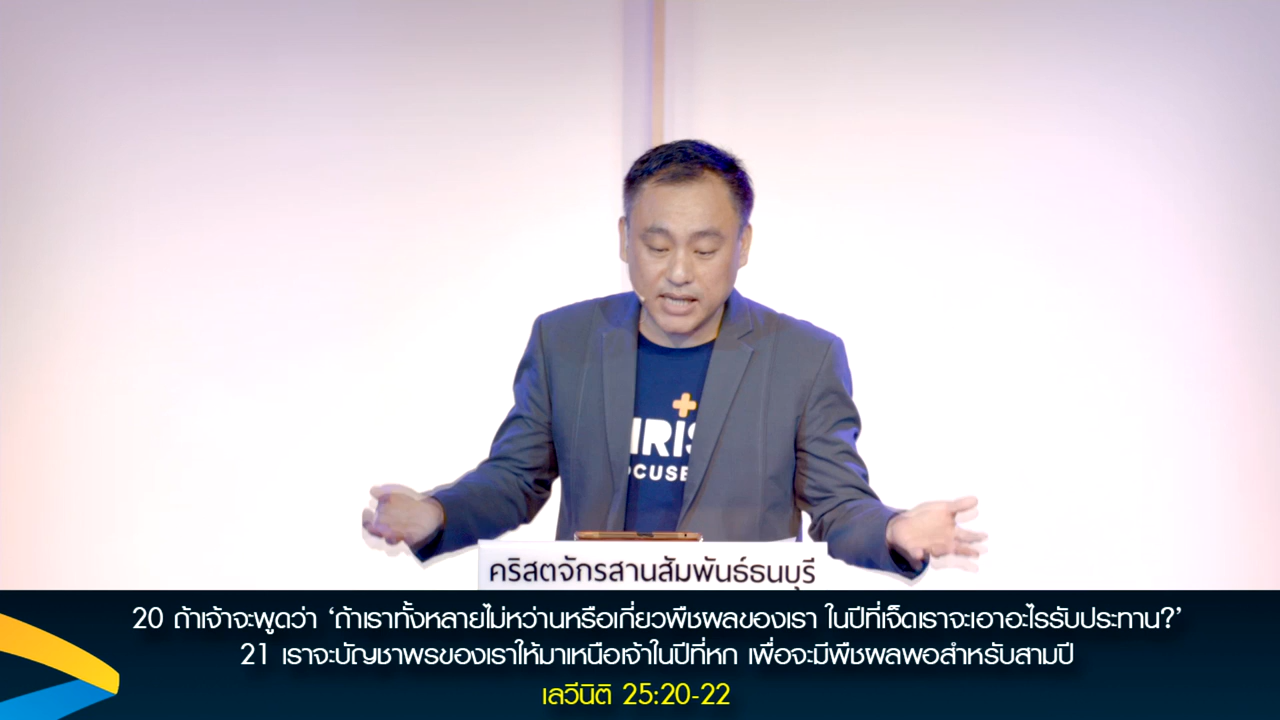 IRIS
OCUSE
คริสตจักรสานสัมพันธ์ธนบุรี
20 ถ้าเจ้าจะพูดว่า ‘ถ้าเราทั้งหลายไม่หว่านหรือเกี่ยวพืชผลของเรา ในปีที่เจ็ดเราจะเอาอะไรรับประทาน?’
21 เราจะบัญชาพรของเราให้มาเหนือเจ้าในปีที่หก เพื่อจะมีพืชผลพอสำหรับสามปี
เลวีนิติ 25:20-22